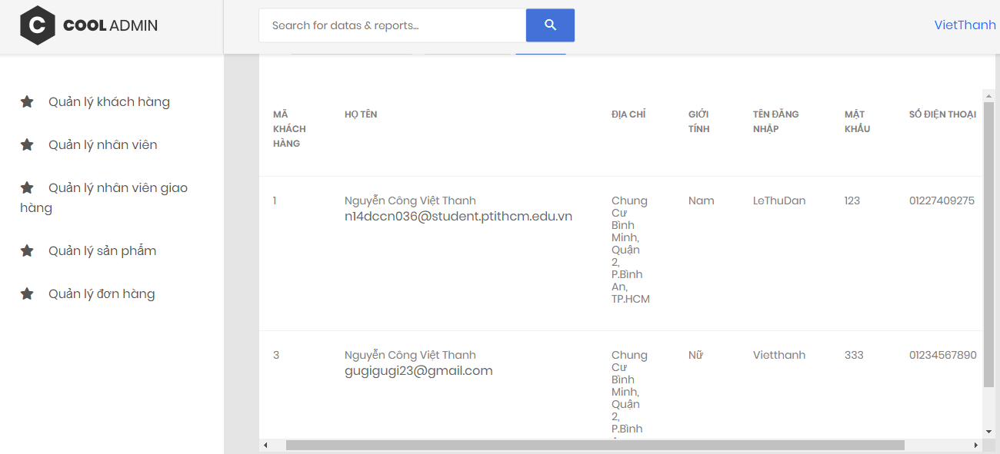 C COOL ADMIN
Search for datas & reports...
VietThanh
Quản lý khách hàng
Quản lý nhân viên
Quản lý nhân viên giao
hàng
Quản lý sản phẩm
Quản lý đơn hàng
MÃ KHÁCH HÀNG
HỌ TÊN
ĐỊA CHỈ
GIỚI TÍNH
TÊN ĐĂNG NHẬP
MẬT KHẨU
SỐ ĐIỆN THOẠI
1
Nguyễn Công Việt Thanh
n14dccn036@student.ptithcm.edu.vn
Chung
Cư
Bình
Minh,
Quận
2,
P.Bình
An,
TP.HCM
Nam
LeThuDan
123
01227409275
3
Nguyễn Công Việt Thanh
gugigugi23@gmail.com
Chung
Cư
Bình
Minh,
Quận
2,
P.Bình
Nữ
Vietthanh
333
01234567890